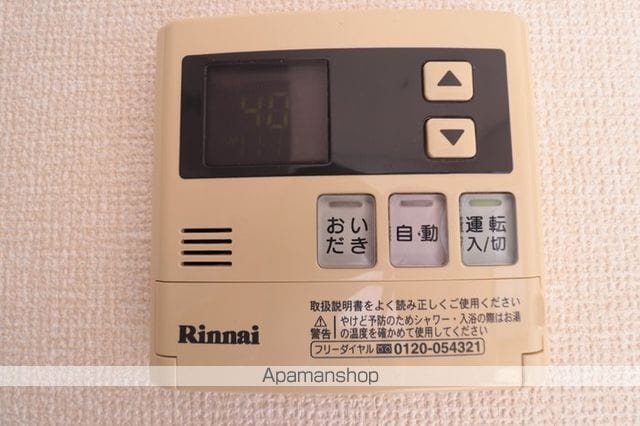 40
おい
だき
自動
運転
入/切
取扱説明書をよく読み正しくご使用ください
警告 やけど予防のためシャワー・入浴の際はお湯
の温度を確かめて使用してください
フリーダイヤル 0120-054321
Rinnai
Apamanshop